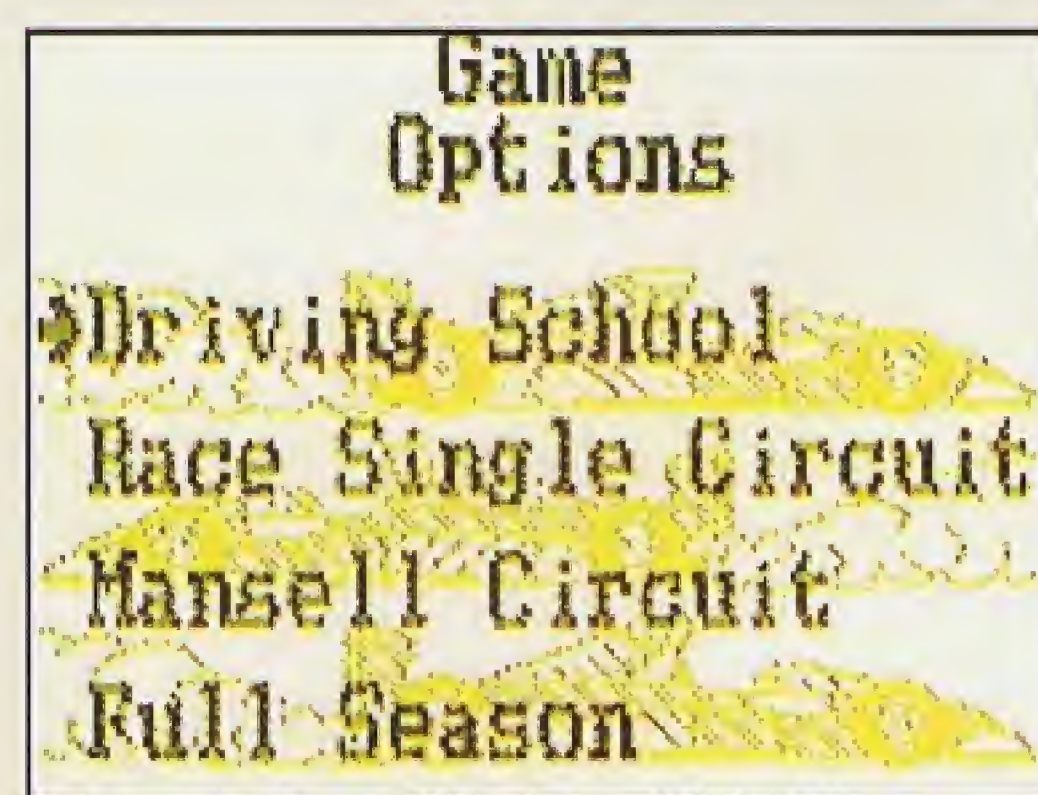 Game
Options
Driving School
Race Single Circuit
Mansell Circuit
Full Season